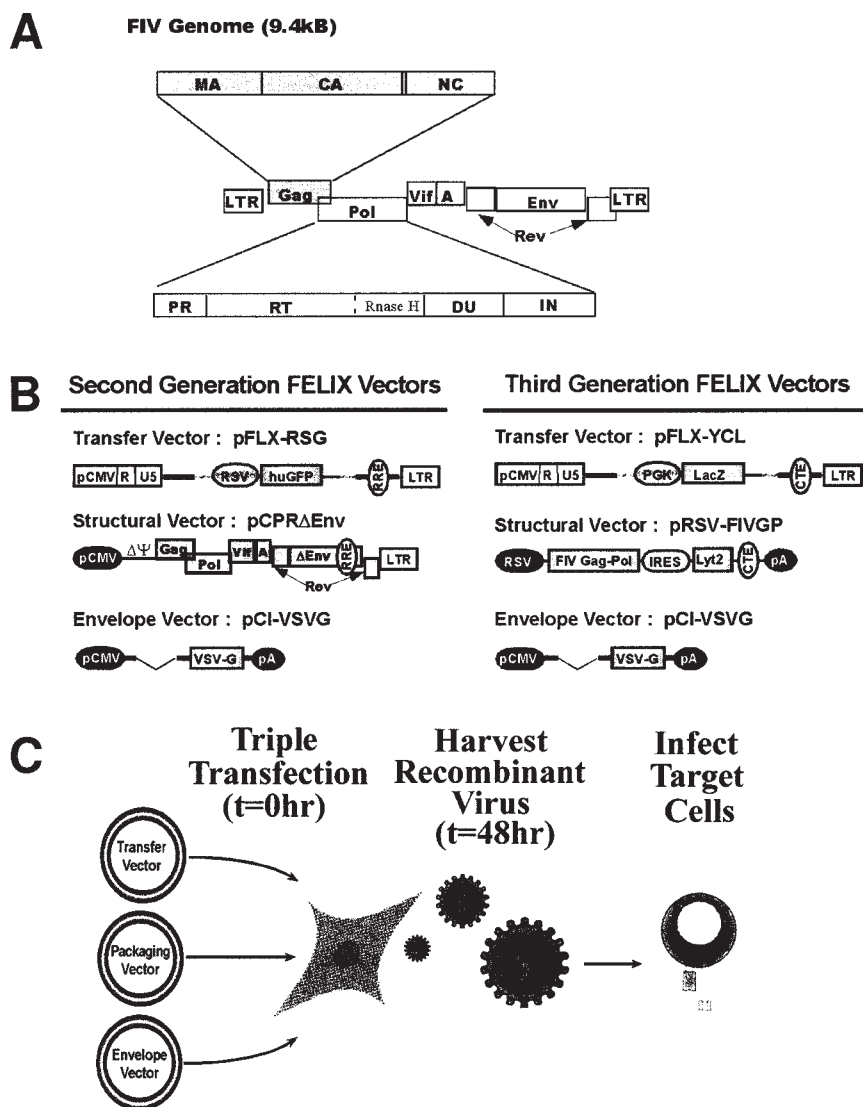 A
FIV Genome (9.4kB)
MA CA NC
LTR Gag Pol Vif A Env LTR
Rev
PR RT Rnase H DU IN
B
Second Generation FELIX Vectors
Transfer Vector : pFLX-RSG
pCMV R U5 RSV huGFP RRE LTR
Structural Vector : pCPRΔEnv
pCMV ΔΨ Gag Pol Vif A ΔEnv RRE LTR
Rev
Envelope Vector : pCI-VSVG
pCMV VSV-G pA
Third Generation FELIX Vectors
Transfer Vector : pFLX-YCL
pCMV R U5 PGK LacZ CTE LTR
Structural Vector : pRSV-FIVGP
RSV FIV Gag-Pol IRES Lyt2 CTE pA
Envelope Vector : pCI-VSVG
pCMV VSV-G pA
C
Triple
Transfection
(t=0hr)
Harvest
Recombinant
Virus
(t=48hr)
Infect
Target
Cells
Transfer
Vector
Packaging
Vector
Envelope
Vector